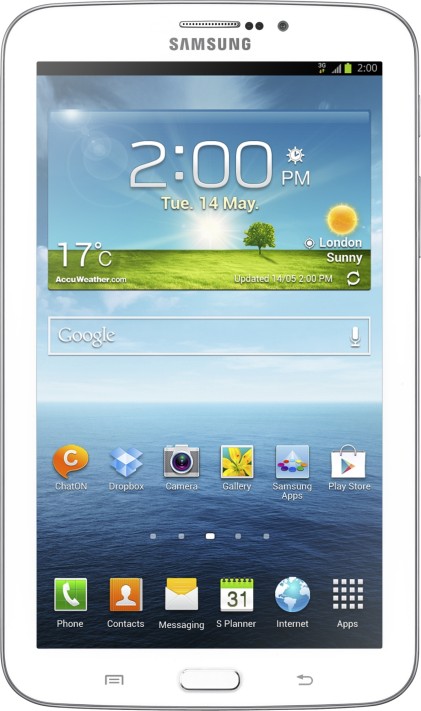 SAMSUNG
3G 2:00
2:00 PM
Tue. 14 May.
17°C
London
Sunny
AccuWeather.com
Updated 14/05 2:00 PM
Google
ChatON Dropbox Camera Gallery Samsung Apps Play Store
31
Phone Contacts Messaging S Planner Internet Apps